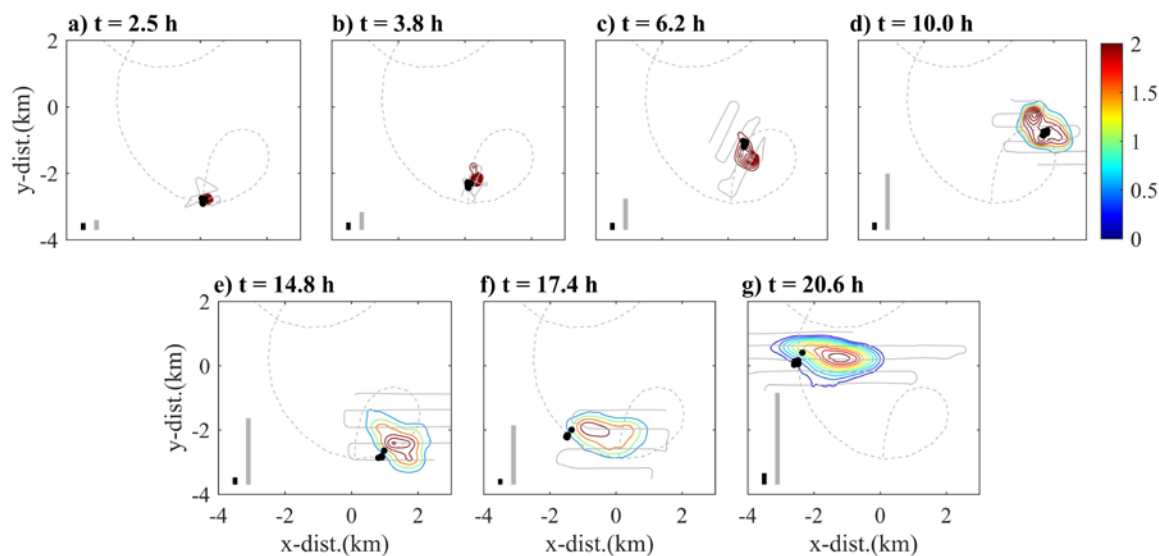 a) t = 2.5 h
b) t = 3.8 h
c) t = 6.2 h
d) t = 10.0 h
y-dist.(km)
2
0
-2
-4
2
1.5
1
0.5
0
e) t = 14.8 h
f) t = 17.4 h
g) t = 20.6 h
y-dist.(km)
2
0
-2
-4
-2 0 2 4
-2 0 2 4
-2 0 2 4
x-dist.(km)
x-dist.(km)
x-dist.(km)